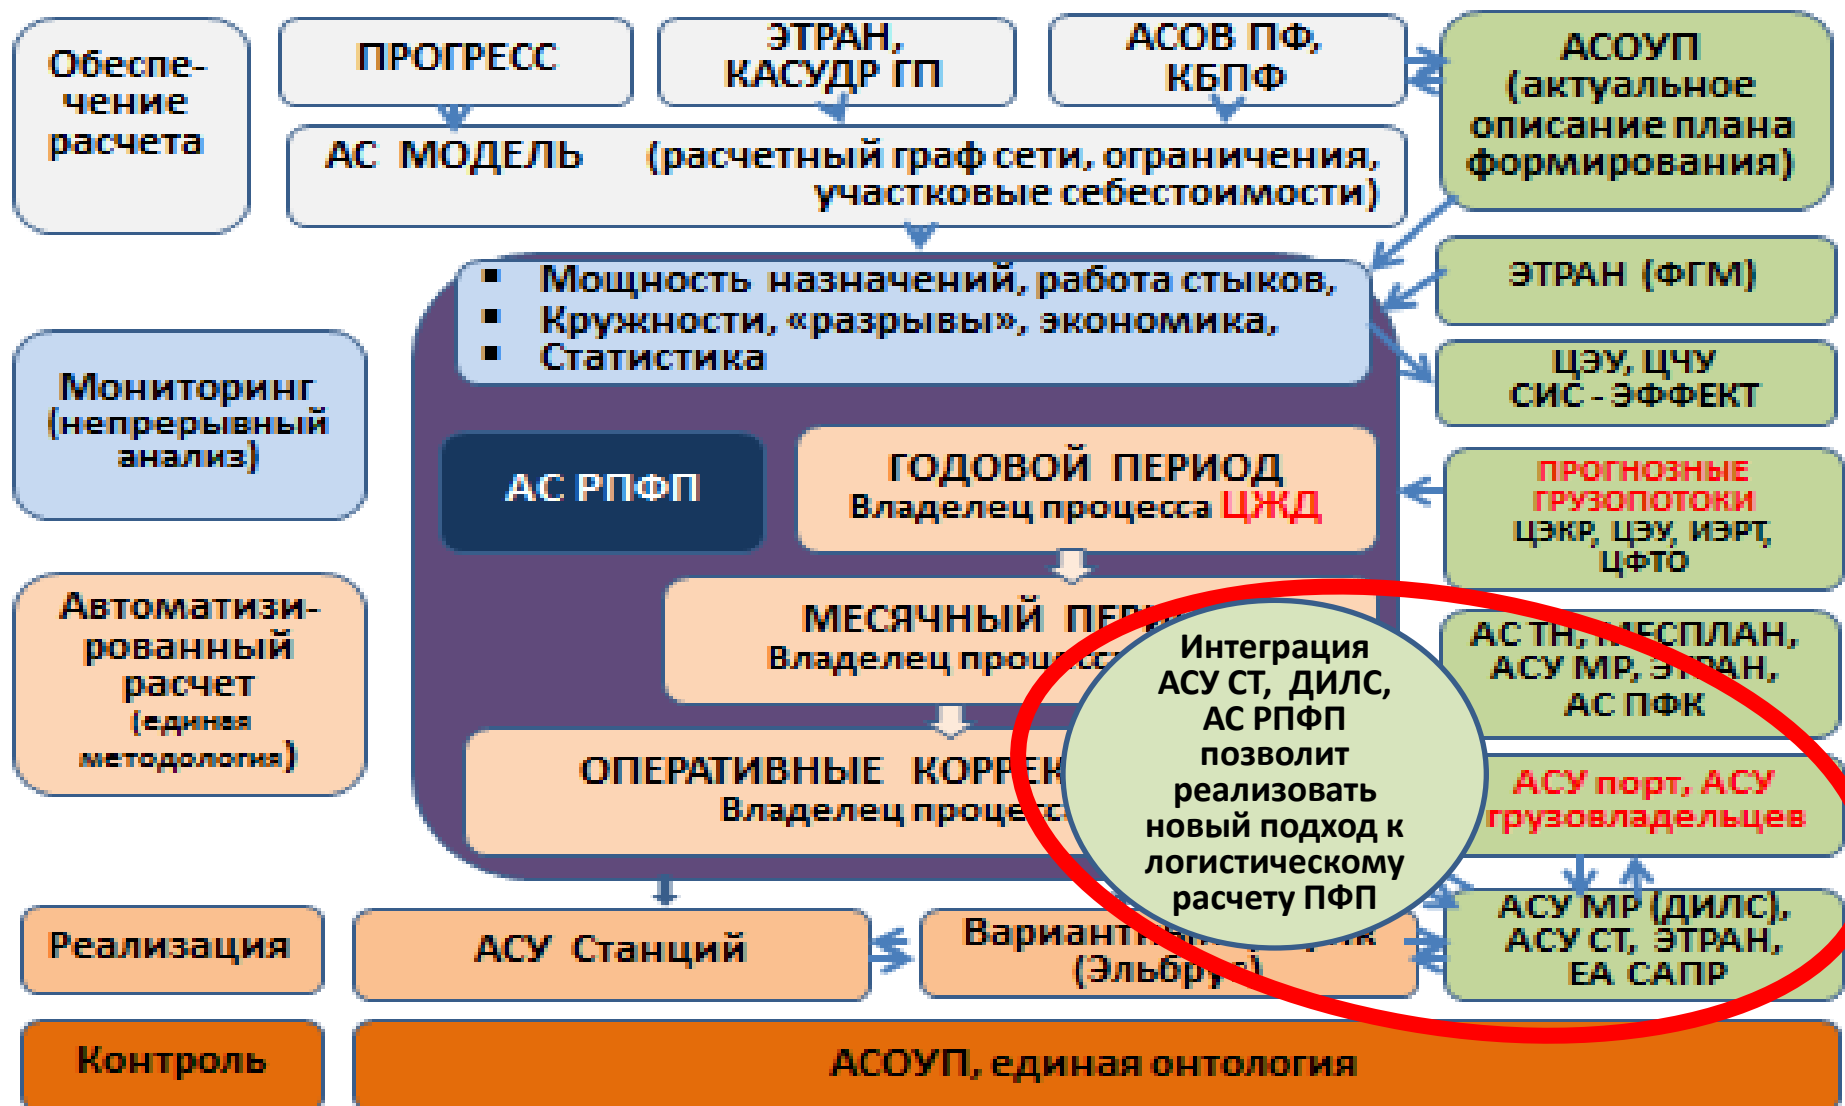 Обеспе-
чение
расчета
ПРОГРЕСС
ЭТРАН,
КАСУДР ГП
АСОВ ПФ,
КБПФ
АСОУП
(актуальное
описание плана
формирования)
АС МОДЕЛЬ (расчетный граф сети, ограничения,
участковые себестоимости)
Мониторинг
(непрерывный
анализ)
▪ Мощность назначений, работа стыков,
▪ Кружности, «разрывы», экономика,
▪ Статистика
ЭТРАН (ФГМ)
ЦЭУ, ЦЧУ
СИС - ЭФФЕКТ
АС РПФП
ГОДОВОЙ ПЕРИОД
Владелец процесса ЦЖД
ПРОГНОЗНЫЕ
ГРУЗОПОТОКИ
ЦЭКР, ЦЭУ, ИЭРТ,
ЦФТО
Автоматизи-
рованный
расчет
(единая
методология)
МЕСЯЧНЫЙ
Владелец
АС ТН, МЕСПЛАН,
АСУ МР, ЭТРАН,
АС ПФК
ОПЕРАТИВНЫЕ
Владелец
Интеграция
АСУ СТ, ДИЛС,
АС РПФП
позволит
реализовать
новый подход к
логистическому
расчету ПФП
АСУ порт, АСУ
грузовладельцев
Реализация
АСУ Станций
(Эльбрус)
АСУ МР (ДИЛС),
АСУ СТ, ЭТРАН,
ЕА САПР
Контроль
АСОУП, единая онтология